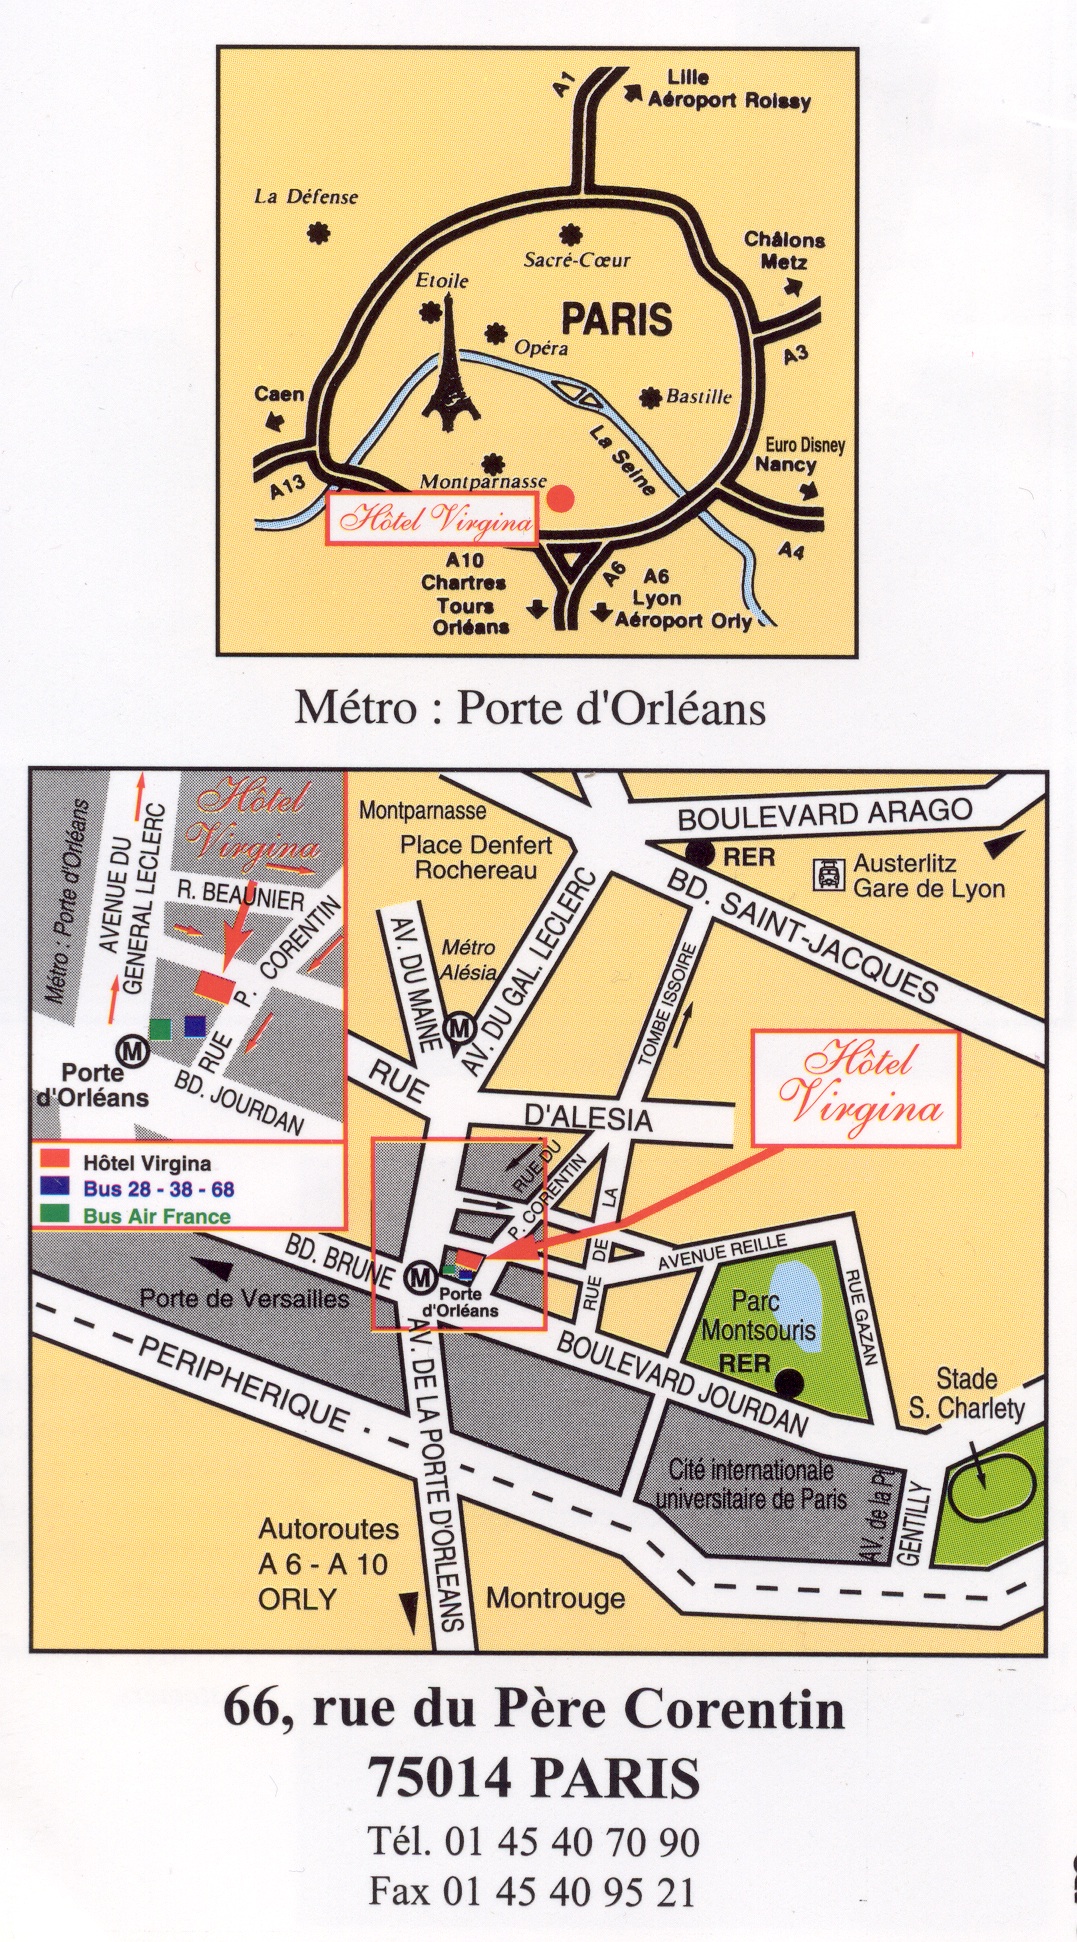 A1
Lille
Aéroport Roissy
La Défense
Sacré-Cœur
Châlons
Metz
Etoile
PARIS
Opéra
A3
Caen
Bastille
La Seine
Euro Disney
Nancy
A13
Montparnasse
Hôtel Virgina
A4
A10
Chartres
Tours
Orléans
A6
A6
Lyon
Aéroport Orly
Métro : Porte d'Orléans
Métro : Porte d'Orléans
AVENUE DU
GENERAL LECLERC
Hôtel
Virgina
R. BEAUNIER
RUE P. CORENTIN
M
Porte
d'Orléans
BD. JOURDAN
Hôtel Virgina
Bus 28 - 38 - 68
Bus Air France
Montparnasse
Place Denfert
Rochereau
BOULEVARD ARAGO
RER
Austerlitz
Gare de Lyon
BD. SAINT-JACQUES
AV. DU MAINE
Métro
Alésia
M
AV. DU GAL. LECLERC
TOMBE ISSOIRE
Hôtel
Virgina
RUE
D'ALESIA
RUE DU
P. CORENTIN
RUE DE LA
AVENUE REILLE
BD. BRUNE
M
Porte
d'Orléans
Porte de Versailles
Parc
Montsouris
RER
RUE GAZAN
BOULEVARD JOURDAN
Stade
S. Charlety
PERIPHERIQUE
AV. DE LA PORTE D'ORLEANS
Cité internationale
universitaire de Paris
AV. de la Pte
GENTILLY
Autoroutes
A 6 - A 10
ORLY
Montrouge
66, rue du Père Corentin
75014 PARIS
Tél. 01 45 40 70 90
Fax 01 45 40 95 21